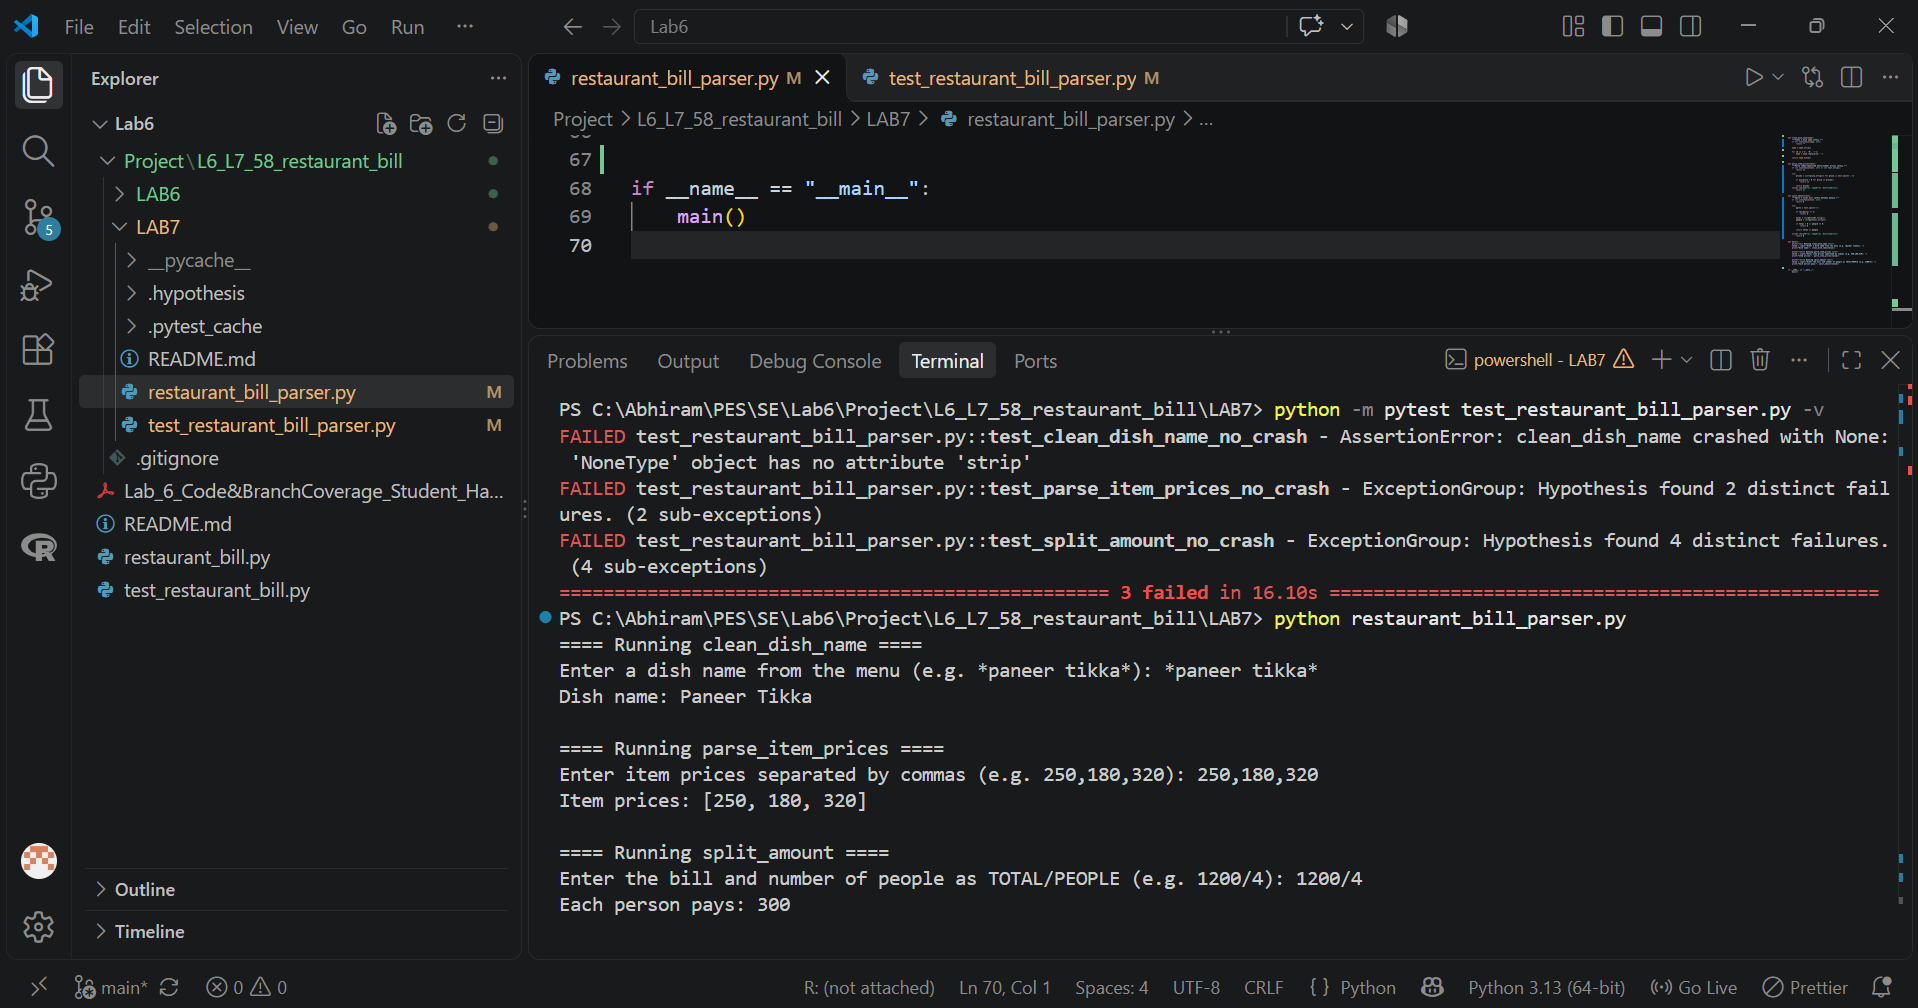 File Edit Selection View Go Run ···
Lab6
Explorer
Lab6
Project\L6_L7_58_restaurant_bill
LAB6
LAB7
__pycache__
.hypothesis
.pytest_cache
README.md
restaurant_bill_parser.py M
test_restaurant_bill_parser.py M
.gitignore
Lab_6_Code&BranchCoverage_Student_Ha...
README.md
restaurant_bill.py
test_restaurant_bill.py
Outline
Timeline
5
restaurant_bill_parser.py M
test_restaurant_bill_parser.py M
Project > L6_L7_58_restaurant_bill > LAB7 > restaurant_bill_parser.py > ...
67
68 if __name__ == "__main__":
69 main()
70
Problems Output Debug Console Terminal Ports
powershell - LAB7
PS C:\Abhiram\PES\SE\Lab6\Project\L6_L7_58_restaurant_bill\LAB7> python -m pytest test_restaurant_bill_parser.py -v
FAILED test_restaurant_bill_parser.py::test_clean_dish_name_no_crash - AssertionError: clean_dish_name crashed with None:
'NoneType' object has no attribute 'strip'
FAILED test_restaurant_bill_parser.py::test_parse_item_prices_no_crash - ExceptionGroup: Hypothesis found 2 distinct fail
ures. (2 sub-exceptions)
FAILED test_restaurant_bill_parser.py::test_split_amount_no_crash - ExceptionGroup: Hypothesis found 4 distinct failures.
(4 sub-exceptions)
================================================== 3 failed in 16.10s ==================================================
PS C:\Abhiram\PES\SE\Lab6\Project\L6_L7_58_restaurant_bill\LAB7> python restaurant_bill_parser.py
==== Running clean_dish_name ====
Enter a dish name from the menu (e.g. *paneer tikka*): *paneer tikka*
Dish name: Paneer Tikka
==== Running parse_item_prices ====
Enter item prices separated by commas (e.g. 250,180,320): 250,180,320
Item prices: [250, 180, 320]
==== Running split_amount ====
Enter the bill and number of people as TOTAL/PEOPLE (e.g. 1200/4): 1200/4
Each person pays: 300
main* 0 0 R: (not attached) Ln 70, Col 1 Spaces: 4 UTF-8 CRLF { } Python Python 3.13 (64-bit) Go Live Prettier